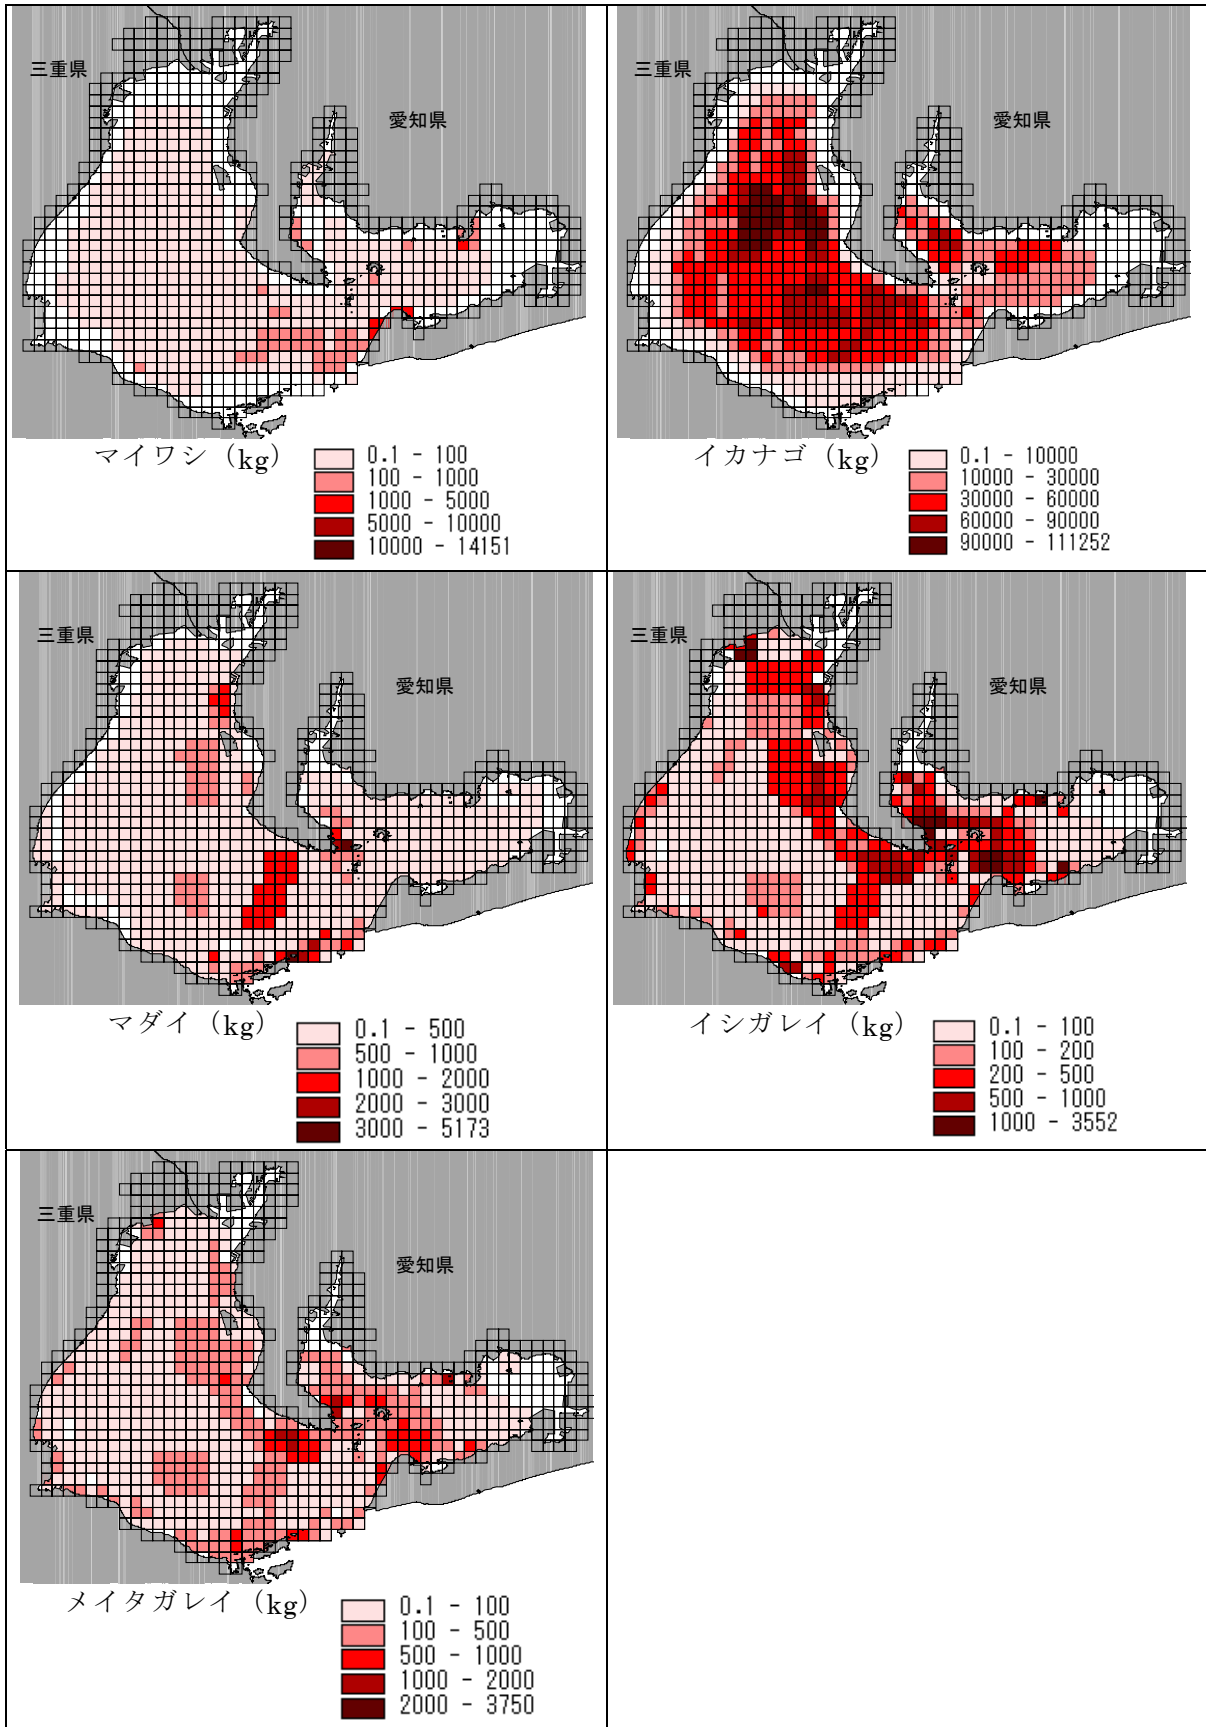 三重県
愛知県
マイワシ（kg）
0.1 - 100
100 - 1000
1000 - 5000
5000 - 10000
10000 - 14151
三重県
愛知県
イカナゴ（kg）
0.1 - 10000
10000 - 30000
30000 - 60000
60000 - 90000
90000 - 111252
三重県
愛知県
マダイ（kg）
0.1 - 500
500 - 1000
1000 - 2000
2000 - 3000
3000 - 5173
三重県
愛知県
イシガレイ（kg）
0.1 - 100
100 - 200
200 - 500
500 - 1000
1000 - 3552
三重県
愛知県
メイタガレイ（kg）
0.1 - 100
100 - 500
500 - 1000
1000 - 2000
2000 - 3750